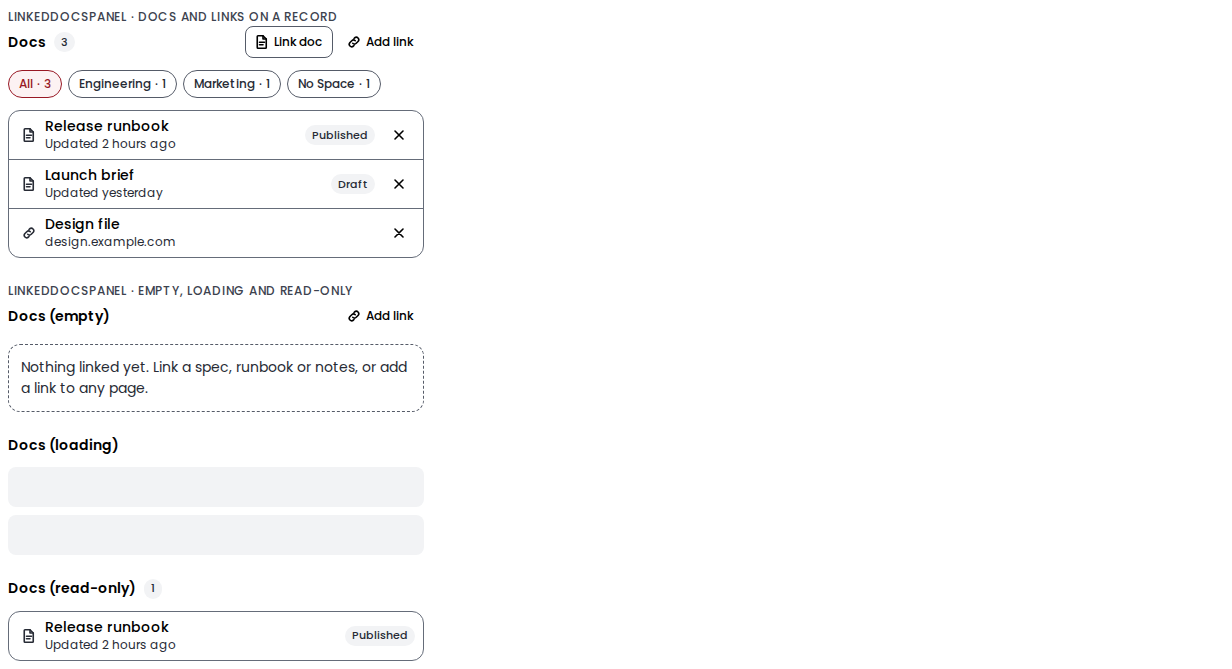 LINKEDDOCSPANEL · DOCS AND LINKS ON A RECORD
Docs 3 Link doc Add link
All · 3 Engineering · 1 Marketing · 1 No Space · 1
Release runbook
Updated 2 hours ago
Published
Launch brief
Updated yesterday
Draft
Design file
design.example.com
LINKEDDOCSPANEL · EMPTY, LOADING AND READ-ONLY
Docs (empty) Add link
Nothing linked yet. Link a spec, runbook or notes, or add
a link to any page.
Docs (loading)
Docs (read-only) 1
Release runbook
Updated 2 hours ago
Published